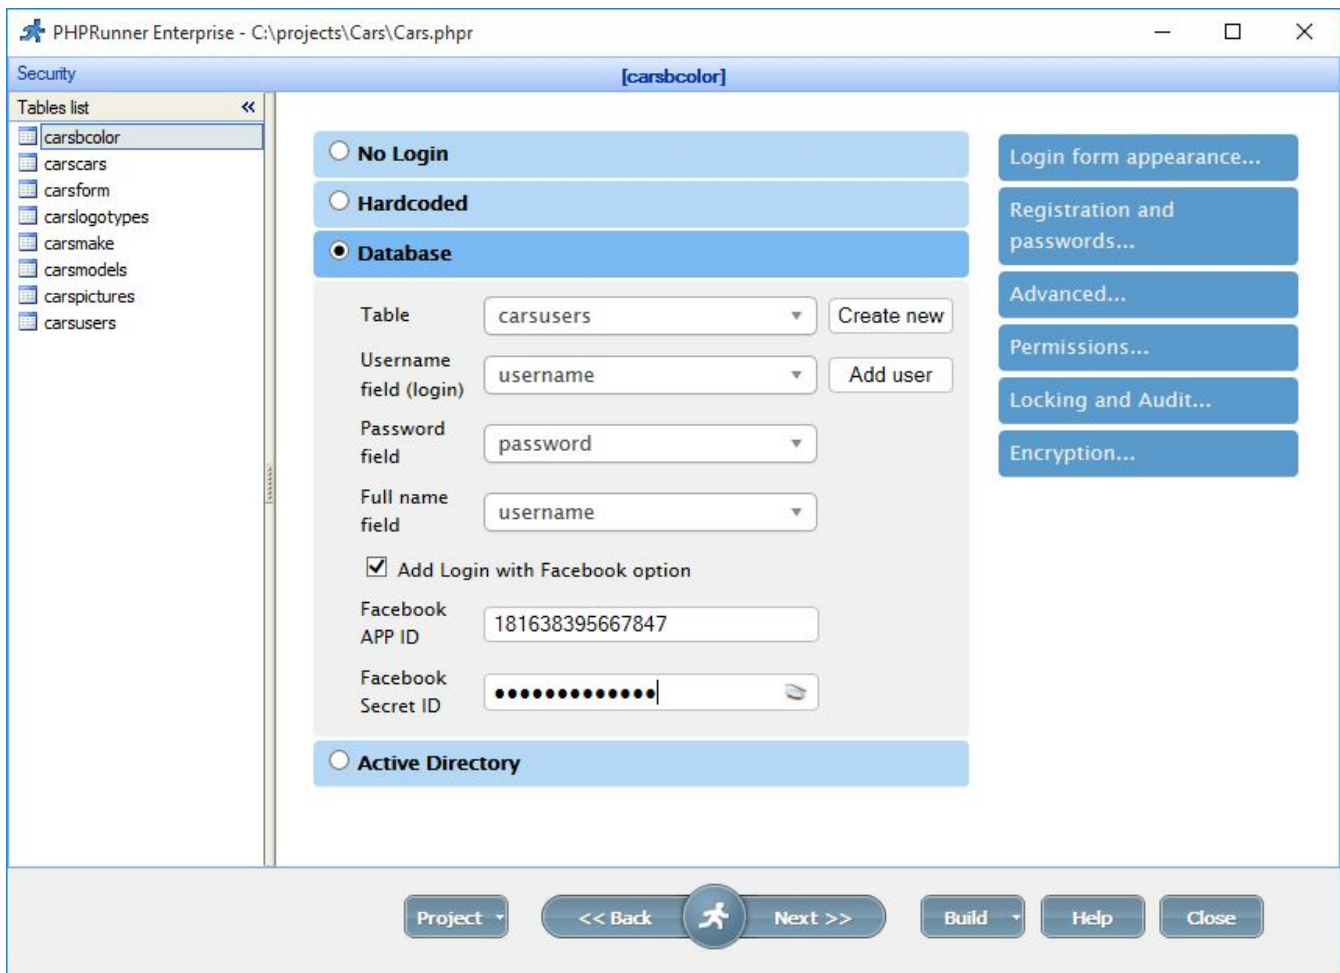 PHPRunner Enterprise - C:\projects\Cars\Cars.phpr
Security
[carsbcolor]
Tables list
carsbcolor
carscars
carsform
carslogotypes
carsmake
carsmodels
carspictures
carsusers
No Login
Hardcoded
Database
Table
carsusers
Create new
Username
field (login)
username
Add user
Password
field
password
Full name
field
username
Add Login with Facebook option
Facebook
APP ID
181638395667847
Facebook
Secret ID
•••••••••••••
Active Directory
Login form appearance...
Registration and
passwords...
Advanced...
Permissions...
Locking and Audit...
Encryption...
Project
<< Back
Next >>
Build
Help
Close